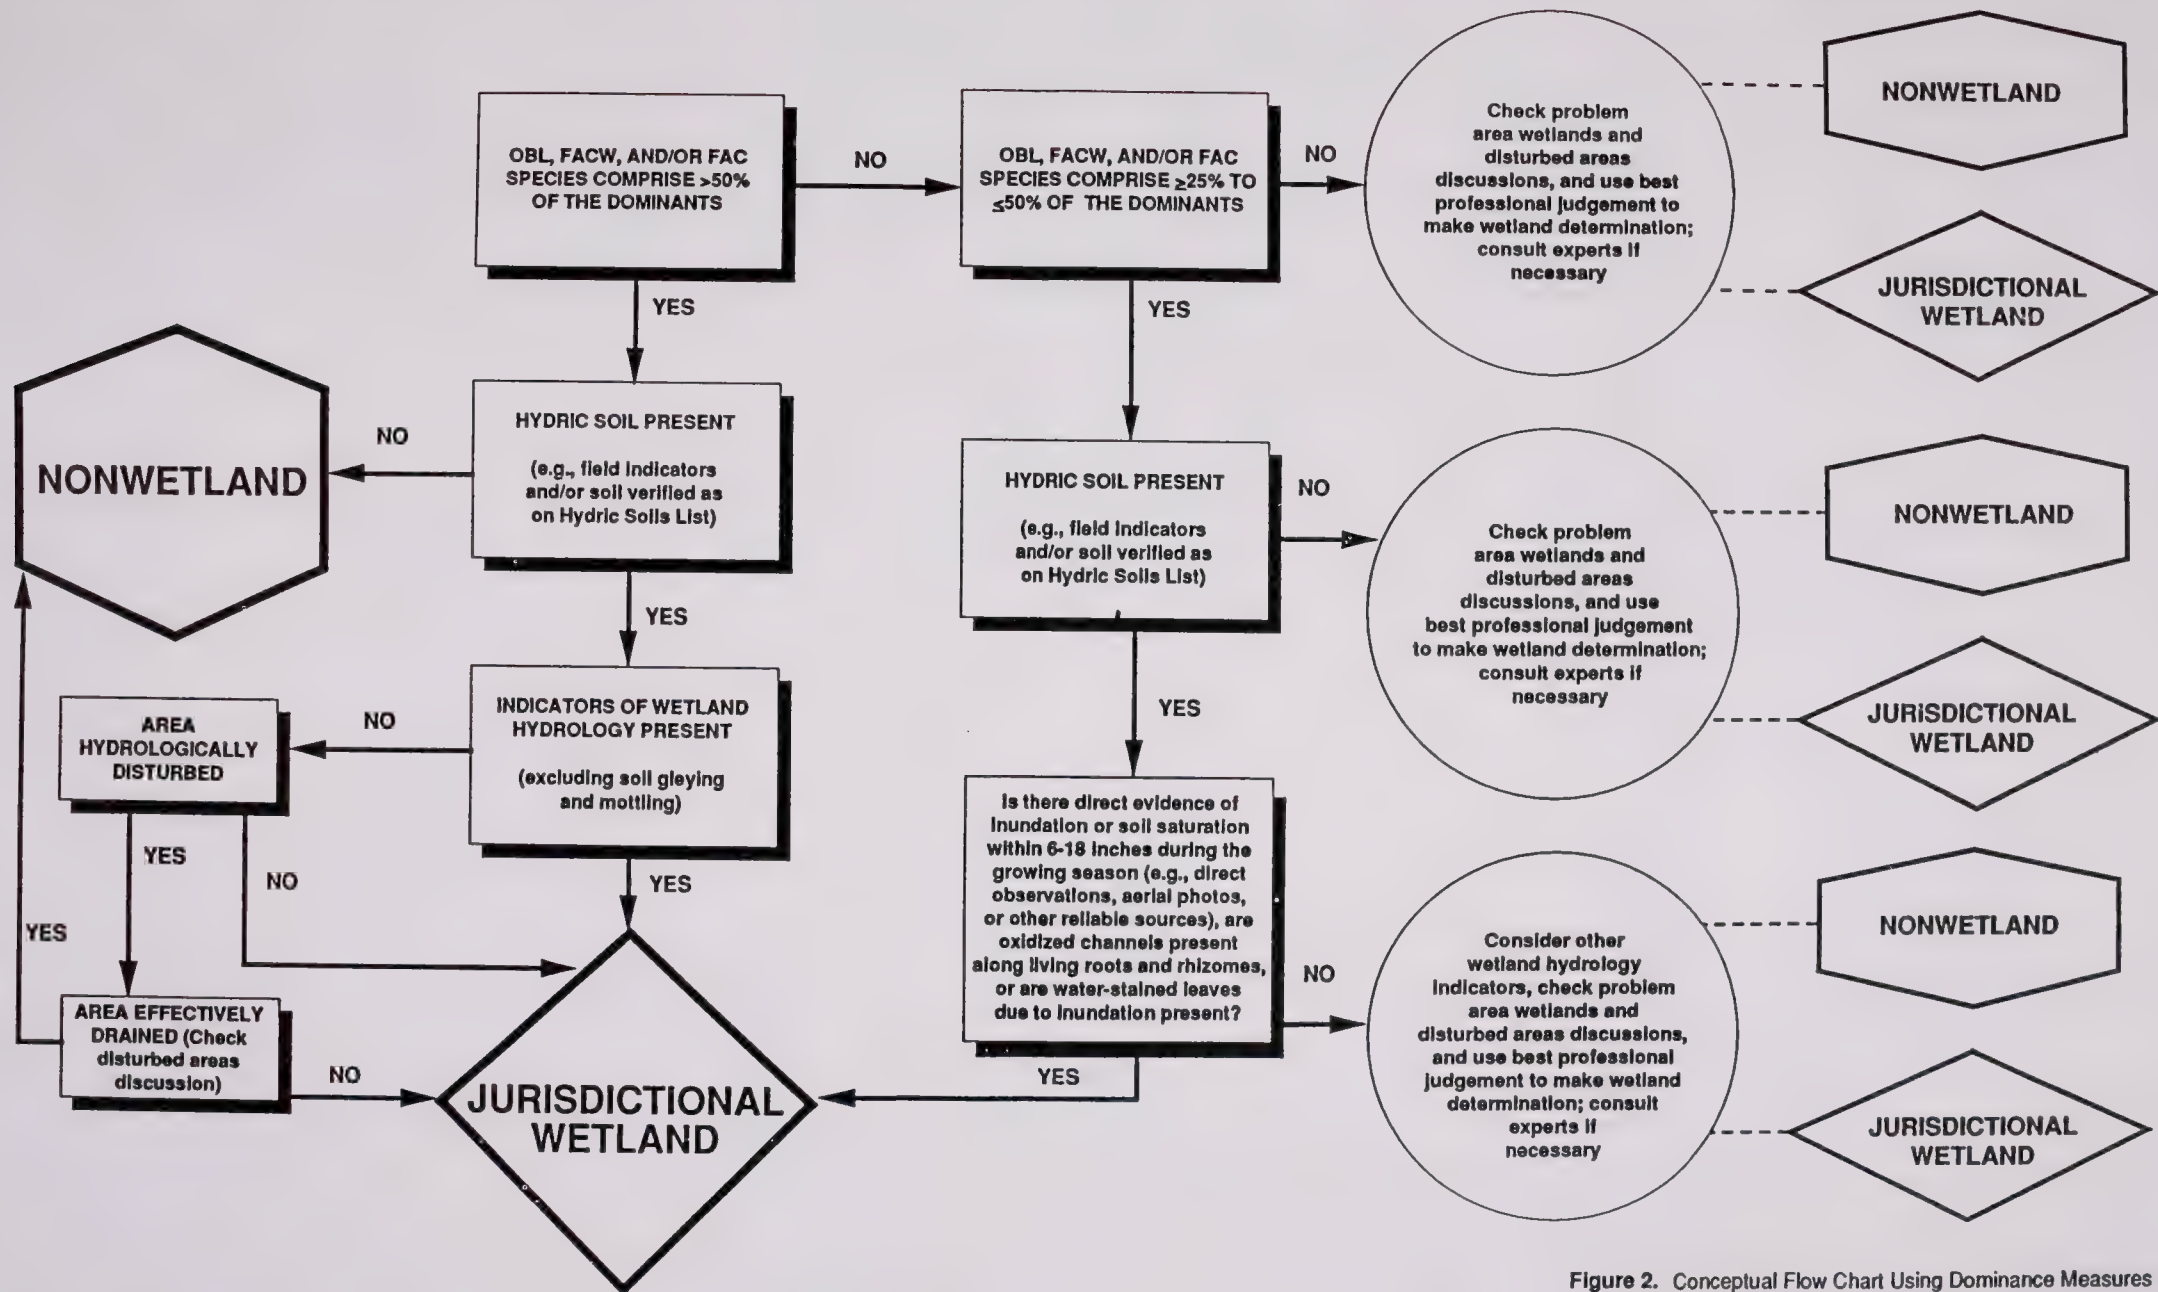 OBL, FACW, AND/OR FAC
SPECIES COMPRISE >50%
OF THE DOMINANTS
NO
OBL, FACW, AND/OR FAC
SPECIES COMPRISE ≥25% TO
≤50% OF THE DOMINANTS
NO
Check problem
area wetlands and
disturbed areas
discussions, and use best
professional judgement to
make wetland determination;
consult experts if
necessary
NONWETLAND
JURISDICTIONAL
WETLAND
YES
YES
NONWETLAND
NO
HYDRIC SOIL PRESENT
(e.g., field indicators
and/or soil verified as
on Hydric Soils List)
HYDRIC SOIL PRESENT
(e.g., field indicators
and/or soil verified as
on Hydric Soils List)
NO
Check problem
area wetlands and
disturbed areas
discussions, and use
best professional judgement
to make wetland determination;
consult experts if
necessary
NONWETLAND
JURISDICTIONAL
WETLAND
YES
YES
AREA
HYDROLOGICALLY
DISTURBED
NO
INDICATORS OF WETLAND
HYDROLOGY PRESENT
(excluding soil gleying
and mottling)
Is there direct evidence of
inundation or soil saturation
within 6-18 inches during the
growing season (e.g., direct
observations, aerial photos,
or other reliable sources), are
oxidized channels present
along living roots and rhizomes,
or are water-stained leaves
due to inundation present?
NO
Consider other
wetland hydrology
indicators, check problem
area wetlands and
disturbed areas discussions,
and use best professional
judgement to make wetland
determination; consult
experts if
necessary
NONWETLAND
JURISDICTIONAL
WETLAND
YES
NO
YES
YES
AREA EFFECTIVELY
DRAINED (Check
disturbed areas
discussion)
NO
JURISDICTIONAL
WETLAND
YES
Figure 2. Conceptual Flow Chart Using Dominance Measures